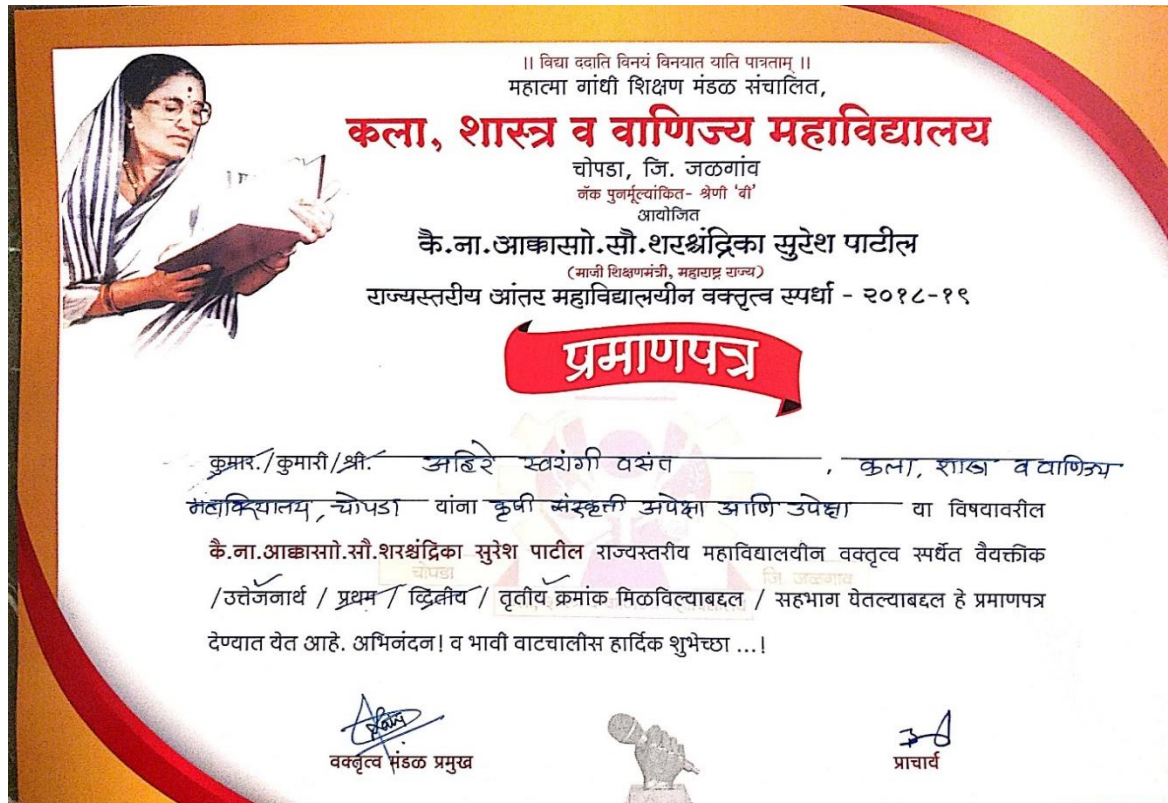 ।। विद्या ददाति विनयं विनयात याति पात्रताम् ।।
महात्मा गांधी शिक्षण मंडळ संचालित,
कला, शास्त्र व वाणिज्य महाविद्यालय
चोपडा, जि. जळगांव
नॅक पुनर्मूल्यांकित- श्रेणी ‘बी’
आयोजित
कै.ना.आक्कासाो.सौ.शरश्चंद्रिका सुरेश पाटील
(माजी शिक्षणमंत्री, महाराष्ट्र राज्य)
राज्यस्तरीय आंतर महाविद्यालयीन वक्तृत्व स्पर्धा - २०१८-१९
प्रमाणपत्र
कुमार./कुमारी/श्री. अहिरे स्वरांगी वसंत , कला, शास्त्र व वाणिज्य
महाविद्यालय, चोपडा यांना कृषी संस्कृती अपेक्षा आणि उपेक्षा या विषयावरील
कै.ना.आक्कासाो.सौ.शरश्चंद्रिका सुरेश पाटील राज्यस्तरीय महाविद्यालयीन वक्तृत्व स्पर्धेत वैयक्तीक
/उत्तेजनार्थ / प्रथम / व्दितीय / तृतीय क्रमांक मिळविल्याबद्दल / सहभाग घेतल्याबद्दल हे प्रमाणपत्र
चोपडा जि. जळगाव
देण्यात येत आहे. अभिनंदन! व भावी वाटचालीस हार्दिक शुभेच्छा ...!
वक्तृत्व मंडळ प्रमुख
प्राचार्य